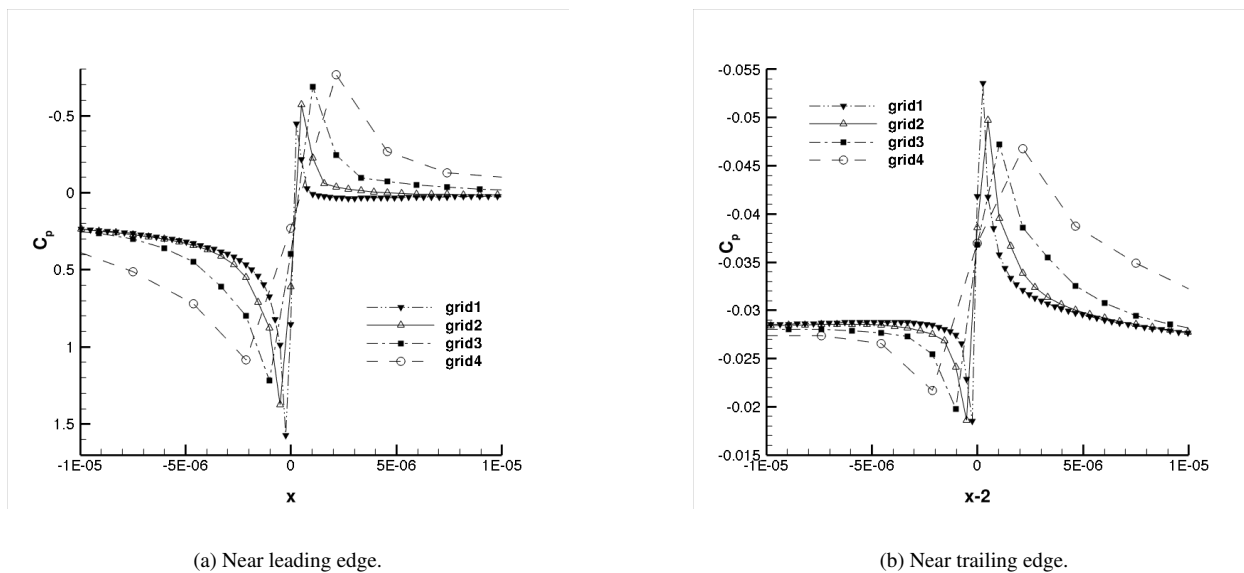 -0.5
0
0.5
1
1.5
Cp
-1E-05
-5E-06
0
5E-06
1E-05
x
grid1
grid2
grid3
grid4
(a) Near leading edge.
-0.055
-0.05
-0.045
-0.04
-0.035
-0.03
-0.025
-0.02
-0.015
Cp
-1E-05
-5E-06
0
5E-06
1E-05
x-2
grid1
grid2
grid3
grid4
(b) Near trailing edge.